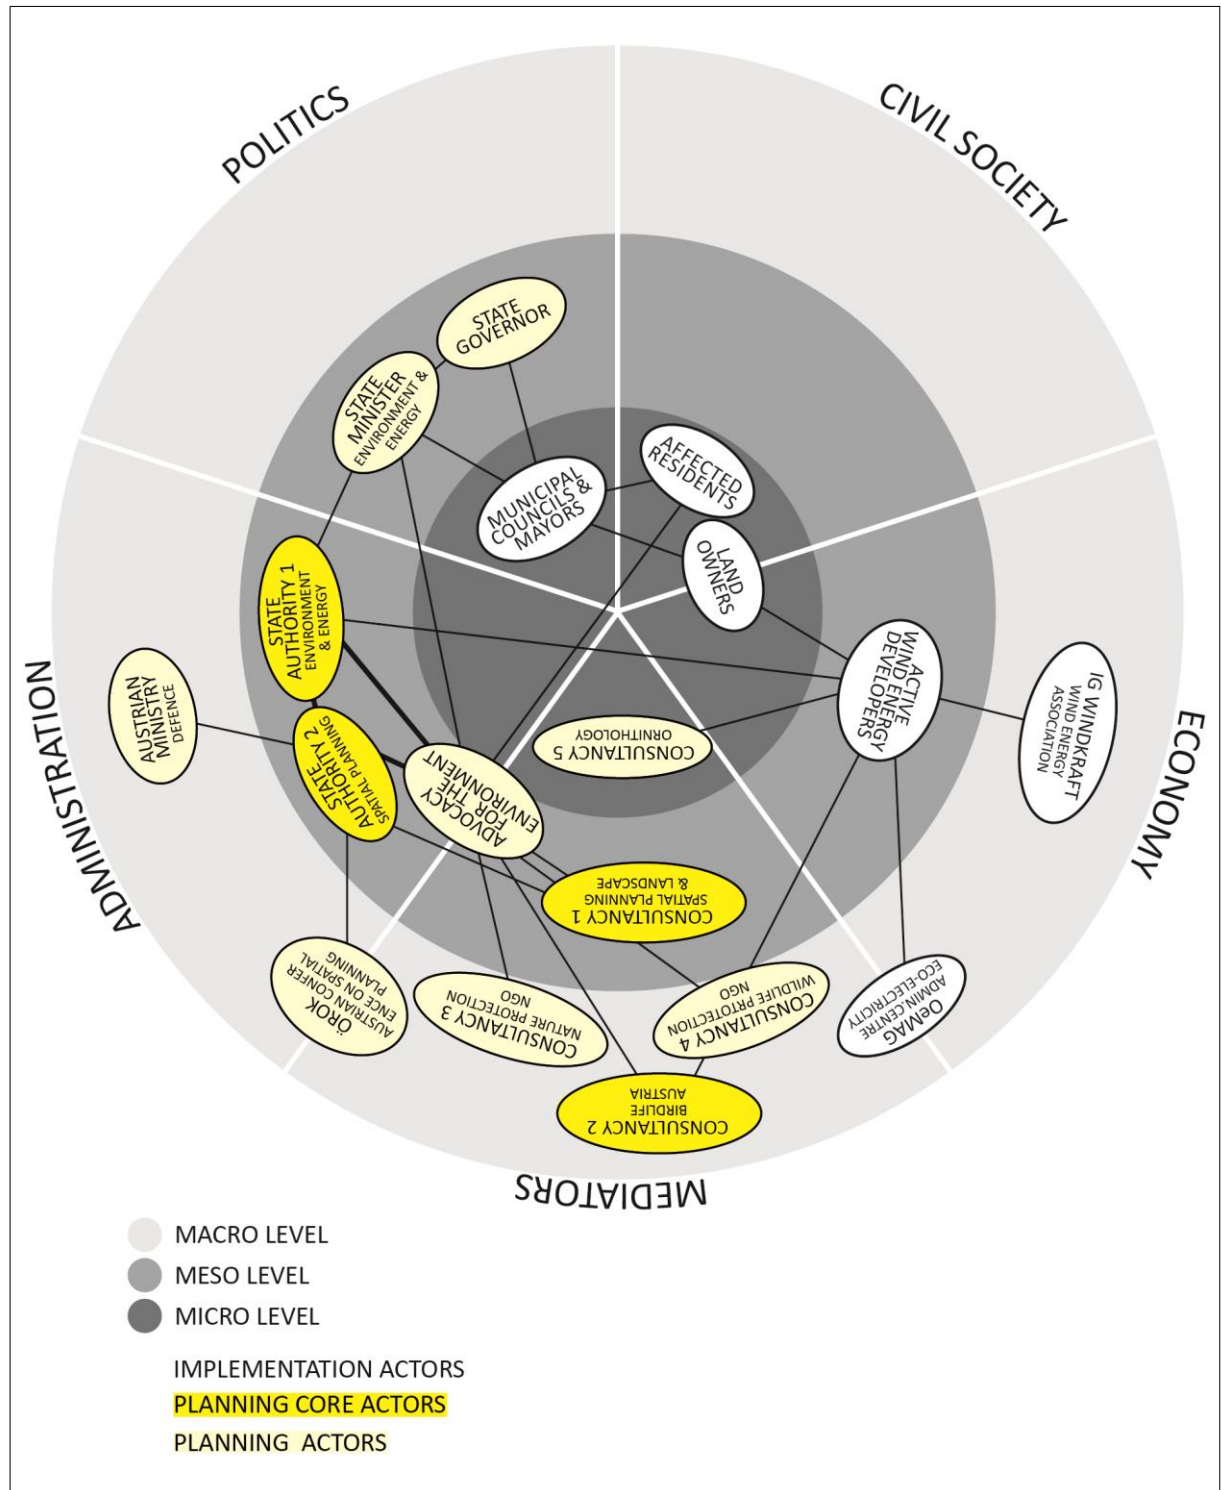 POLITICS
CIVIL SOCIETY
STATE
GOVERNOR
STATE
MINISTER
ENVIRONMENT &
ENERGY
MUNICIPAL
COUNCILS &
MAYORS
AFFECTED
RESIDENTS
LAND
OWNERS
STATE
AUTHORITY 1
ENVIRONMENT
& ENERGY
STATE
AUTHORITY 2
SPATIAL PLANNING
AUSTRIAN
MINISTRY
DEFENCE
ADMINISTRATION
ADVOCACY
FOR THE
ENVIRONMENT
CONSULTANCY 5
ORNITHOLOGY
ACTIVE
WIND ENERGY
DEVELOPERS
IG WINDKRAFT
WIND ENERGY
ASSOCIATION
ECONOMY
CONSULTANCY 1
SPATIAL PLANNING
& LANDSCAPE
ÖROK
AUSTRIAN CONFER
ENCE ON SPATIAL
PLANNING
CONSULTANCY 3
NATURE PROTECTION
NGO
CONSULTANCY 4
WILDLIFE PRTOTECTION
NGO
OeMAG
ADMIN.CENTRE
ECO-ELECTRICITY
CONSULTANCY 2
BIRDLIFE
AUSTRIA
MEDIATORS
MACRO LEVEL
MESO LEVEL
MICRO LEVEL
IMPLEMENTATION ACTORS
PLANNING CORE ACTORS
PLANNING ACTORS